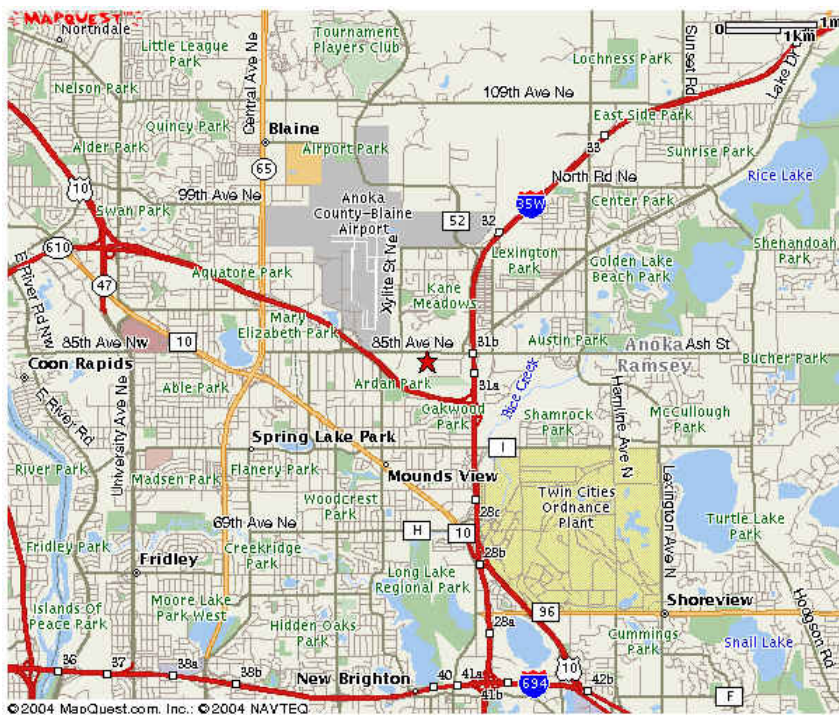 MAPQUEST
Northdale
Little League
Park
Tournament
Players Club
0
1m
1km
Nelson Park
Central Ave NE
Lochness Park
Sunset Rd
Lake Dr
109th Ave Ne
Quincy Park
East Side Park
Alder Park
Blaine
Airport Park
33
Sunrise Park
65
10
99th Ave Ne
North Rd Ne
Rice Lake
Swan Park
Anoka
County-Blaine
Airport
52
32
35W
Center Park
610
E River Rd NW
Aquatore Park
Xylite St Ne
Lexington
Park
Golden Lake
Beach Park
Shenandoah
Park
47
Kane
Meadows
Mary
Elizabeth Park
85th Ave NW
10
85th Ave Ne
31b
Austin Park
Anoka
Ramsey
Ash St
Coon Rapids
Able Park
Ardan Park
31a
Rice Creek
Bucher Park
E River Rd
University Ave Ne
Oakwood
Park
Shamrock
Park
Hamline Ave N
McCullough
Park
Spring Lake Park
I
River Park
Madsen Park
Flanery Park
Mounds View
Woodcrest
Park
28c
Twin Cities
Ordnance
Plant
Lexington Ave N
69th Ave Ne
H
10
Turtle Lake
Park
Fridley Park
Creekridge
Park
28b
Fridley
Long Lake
Regional Park
Islands Of
Peace Park
Moore Lake
Park West
Hidden Oaks
Park
28a
96
Shoreview
Hodgson Rd
Cummings
Park
Snail Lake
36
37
38a
38b
New Brighton
40
41a
41b
694
10
42b
F
©2004 MapQuest.com, Inc.; ©2004 NAVTEQ